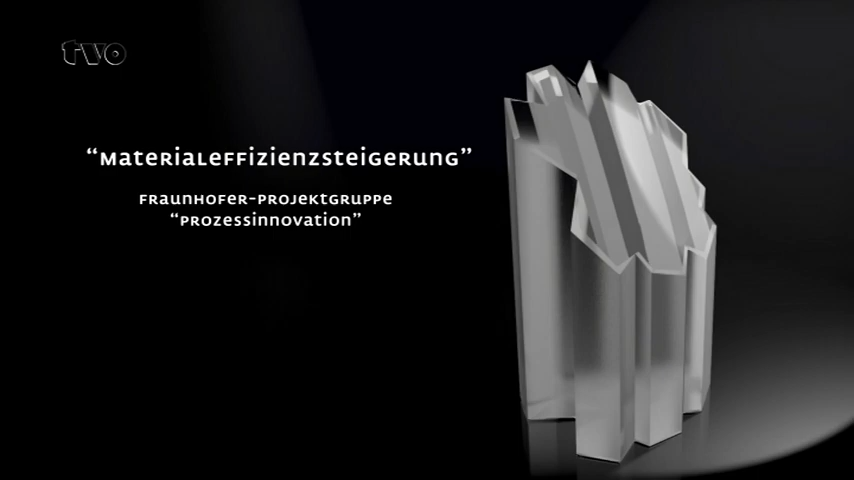 tvo
“Materialeffizienzsteigerung”
Fraunhofer-Projektgruppe
“Prozessinnovation”